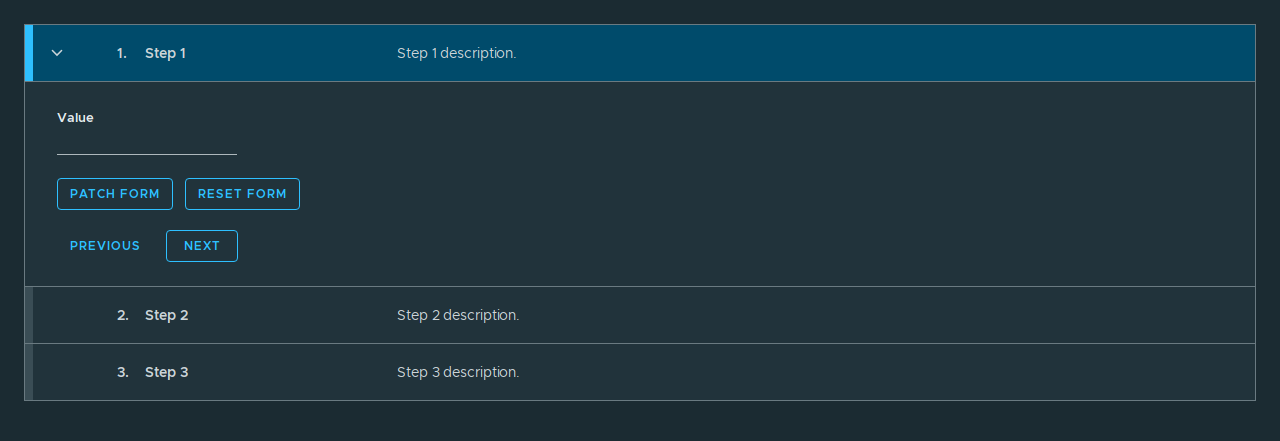 1. Step 1 Step 1 description.
Value
PATCH FORM RESET FORM
PREVIOUS NEXT
2. Step 2 Step 2 description.
3. Step 3 Step 3 description.